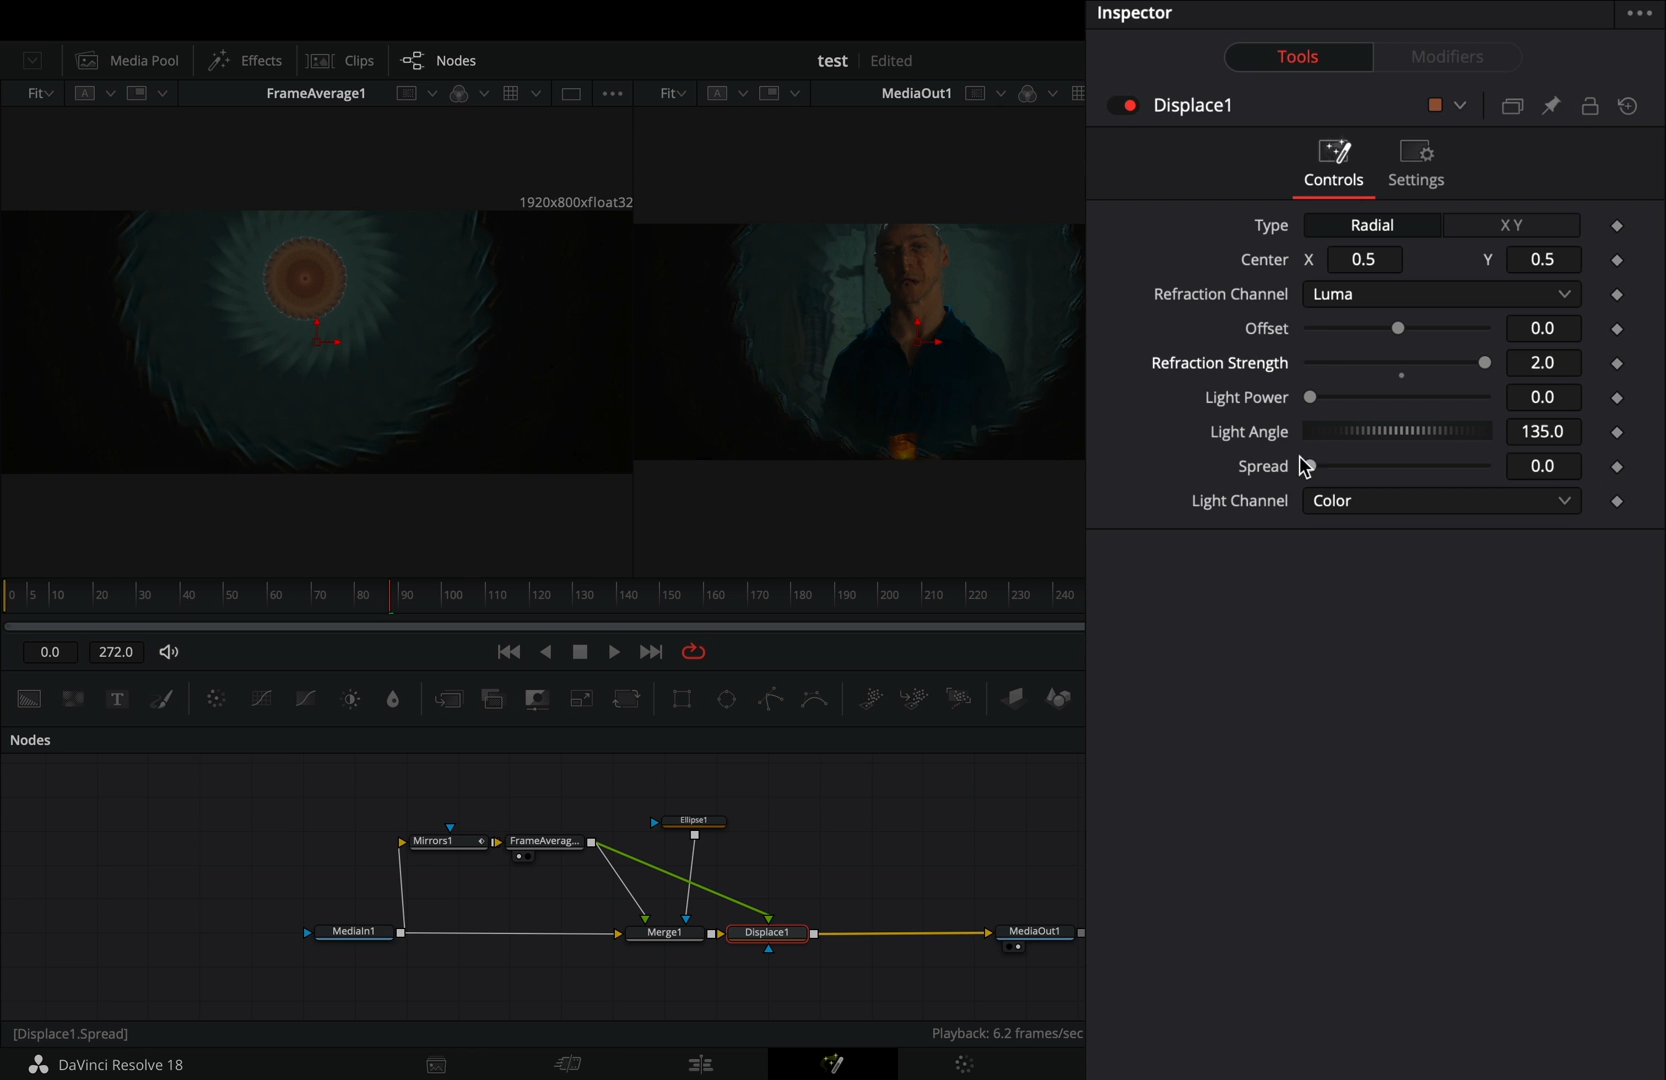 Inspector
Media Pool Effects Clips Nodes test Edited
Tools Modifiers
Fit A FrameAverage1 Fit A MediaOut1
Displace1
Controls Settings
1920x800xfloat32
Type Radial X Y
Center X 0.5 Y 0.5
Refraction Channel Luma
Offset 0.0
Refraction Strength 2.0
Light Power 0.0
Light Angle 135.0
Spread 0.0
Light Channel Color
0 5 10 20 30 40 50 60 70 80 90 100 110 120 130 140 150 160 170 180 190 200 210 220 230 240
0.0 272.0
T
Nodes
Ellipse1
Mirrors1 FrameAverag...
MediaIn1 Merge1 Displace1 MediaOut1
[Displace1.Spread] Playback: 6.2 frames/sec
DaVinci Resolve 18